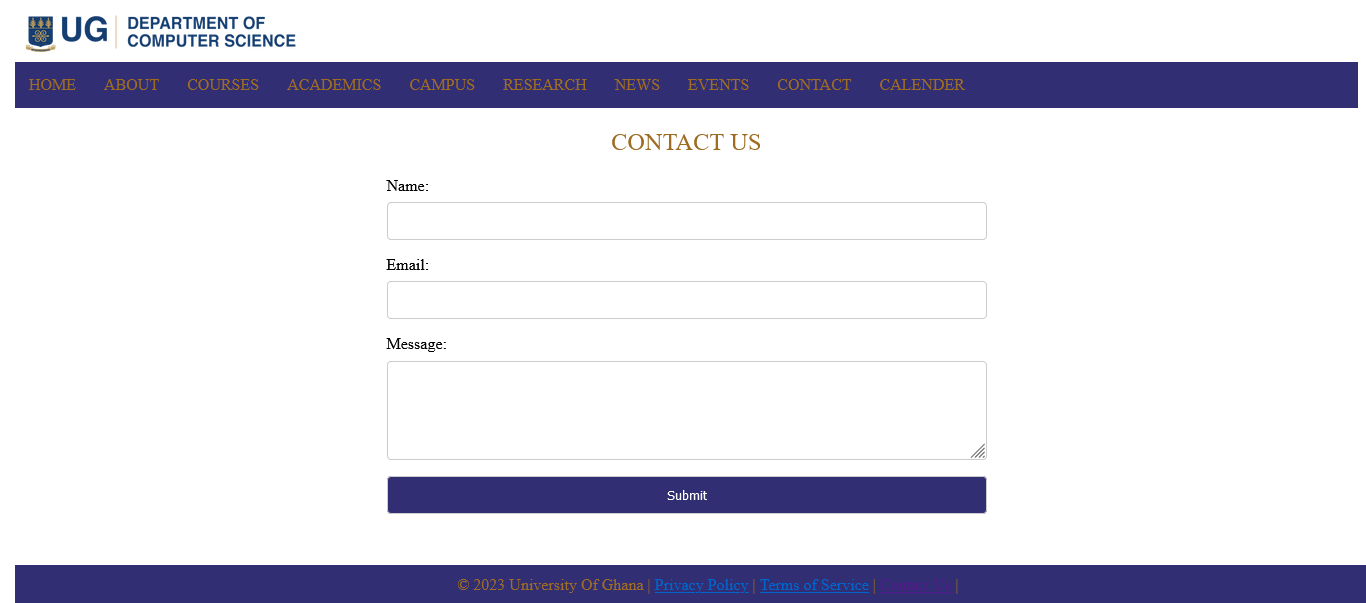 UG DEPARTMENT OF
COMPUTER SCIENCE
HOME ABOUT COURSES ACADEMICS CAMPUS RESEARCH NEWS EVENTS CONTACT CALENDER
CONTACT US
Name:
Email:
Message:
Submit
© 2023 University Of Ghana | Privacy Policy | Terms of Service | |